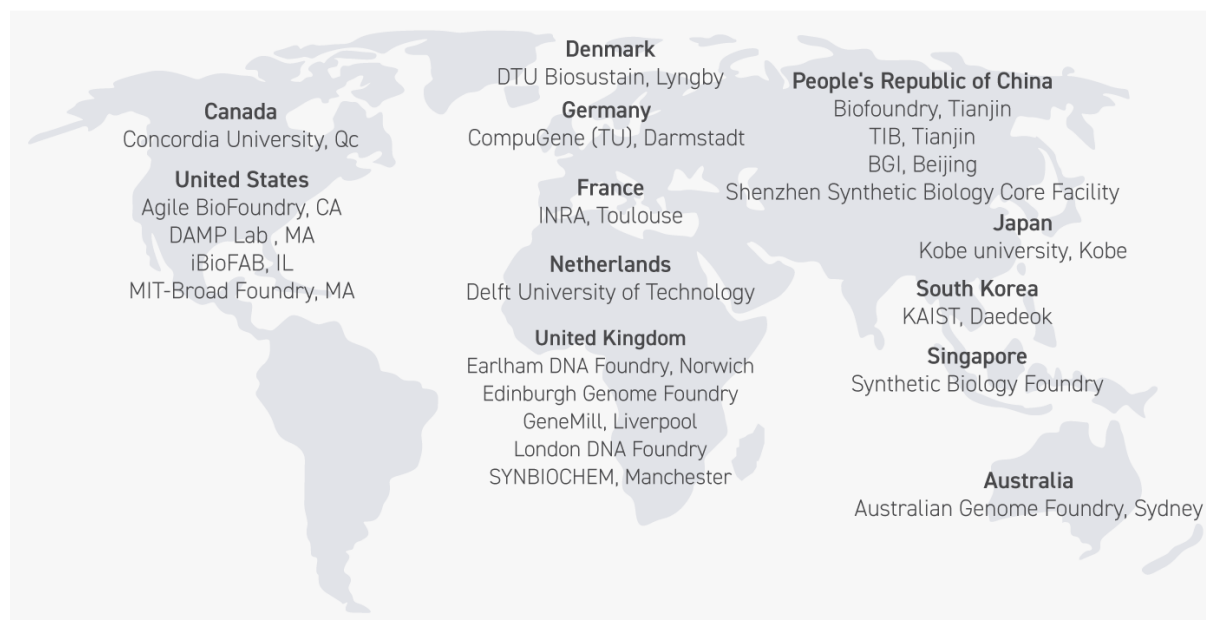 Canada
Concordia University, Qc
United States
Agile BioFoundry, CA
DAMP Lab , MA
iBioFAB, IL
MIT-Broad Foundry, MA
Denmark
DTU Biosustain, Lyngby
Germany
CompuGene (TU), Darmstadt
France
INRA, Toulouse
Netherlands
Delft University of Technology
United Kingdom
Earlham DNA Foundry, Norwich
Edinburgh Genome Foundry
GeneMill, Liverpool
London DNA Foundry
SYNBIOCHEM, Manchester
People's Republic of China
Biofoundry, Tianjin
TIB, Tianjin
BGI, Beijing
Shenzhen Synthetic Biology Core Facility
Japan
Kobe university, Kobe
South Korea
KAIST, Daedeok
Singapore
Synthetic Biology Foundry
Australia
Australian Genome Foundry, Sydney